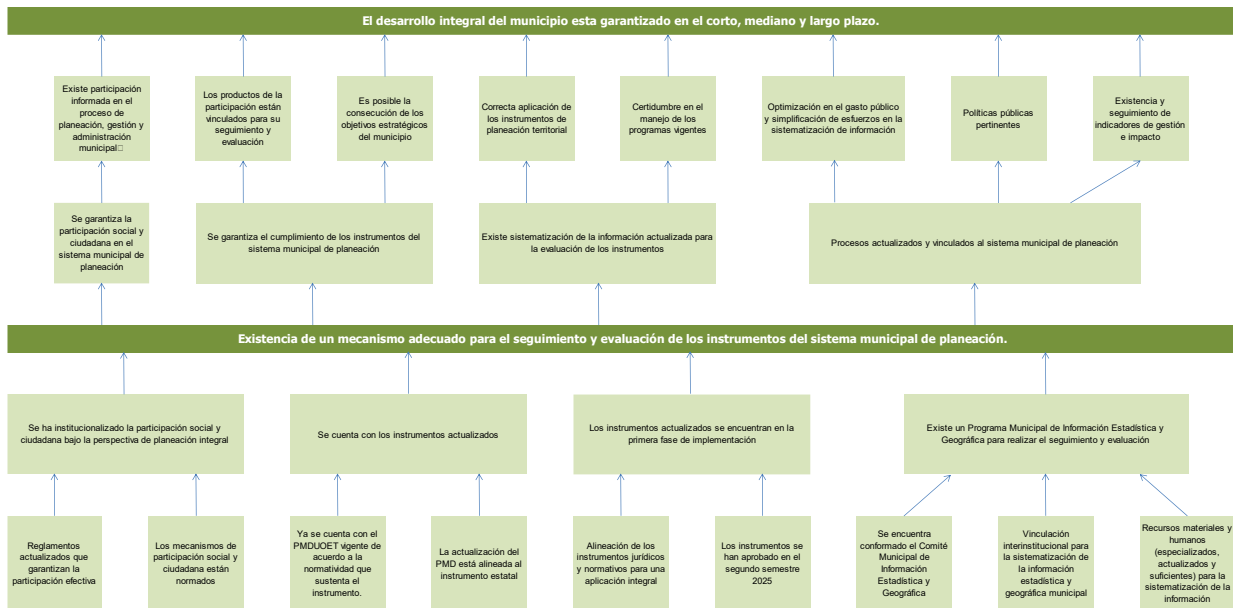 El desarrollo integral del municipio esta garantizado en el corto, mediano y largo plazo.
Existe participación
informada en el
proceso de
planeación, gestión y
administración
municipal□
Los productos de la
participación están
vinculados para su
seguimiento y
evaluación
Es posible la
consecución de los
objetivos estratégicos
del municipio
Correcta aplicación de
los instrumentos de
planeación territorial
Certidumbre en el
manejo de los
programas vigentes
Optimización en el gasto público
y simplificación de esfuerzos en la
sistematización de información
Políticas públicas
pertinentes
Existencia y
seguimiento de
indicadores de gestión
e impacto
Se garantiza la
participación social y
ciudadana en el
sistema municipal de
planeación
Se garantiza el cumplimiento de los instrumentos del
sistema municipal de planeación
Existe sistematización de la información actualizada para
la evaluación de los instrumentos
Procesos actualizados y vinculados al sistema municipal de planeación
Existencia de un mecanismo adecuado para el seguimiento y evaluación de los instrumentos del sistema municipal de planeación.
Se ha institucionalizado la participación social y
ciudadana bajo la perspectiva de planeación integral
Se cuenta con los instrumentos actualizados
Los instrumentos actualizados se encuentran en la
primera fase de implementación
Existe un Programa Municipal de Información Estadística y
Geográfica para realizar el seguimiento y evaluación
Reglamentos
actualizados que
garantizan la
participación efectiva
Los mecanismos de
participación social y
ciudadana están
normados
Ya se cuenta con el
PMDUOET vigente de
acuerdo a la
normatividad que
sustenta el
instrumento.
La actualización del
PMD está alineada al
instrumento estatal
Alineación de los
instrumentos jurídicos
y normativos para una
aplicación integral
Los instrumentos se
han aprobado en el
segundo semestre
2025
Se encuentra
conformado el Comité
Municipal de
Información
Estadística y
Geográfica
Vinculación
interinstitucional para
la sistematización de
la información
estadística y
geográfica municipal
Recursos materiales y
humanos
(especializados,
actualizados y
suficientes) para la
sistematización de la
información